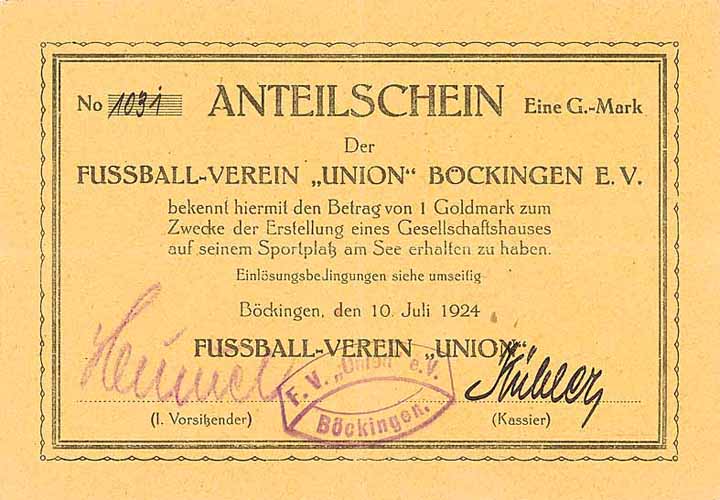 No 1031 ANTEILSCHEIN Eine G.-Mark
Der
FUSSBALL-VEREIN „UNION“ BÖCKINGEN E. V.
bekennt hiermit den Betrag von 1 Goldmark zum
Zwecke der Erstellung eines Gesellschaftshauses
auf seinem Sportplatz am See erhalten zu haben.
Einlösungsbedingungen siehe umseitig
Böckingen, den 10. Juli 1924
FUSSBALL-VEREIN „UNION“
F. V. „Union“ e. V.
Böckingen.
(I. Vorsitzender) (Kassier)